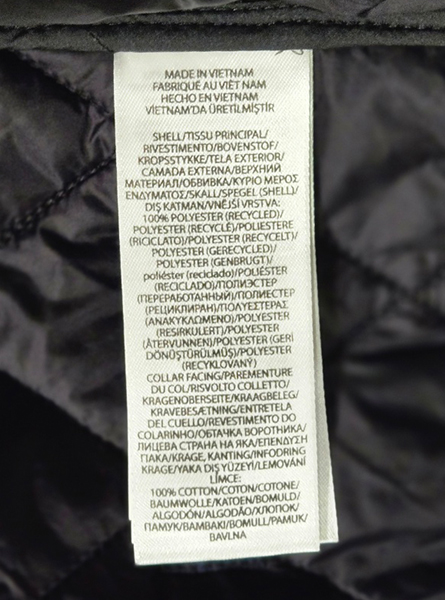 MADE IN VIETNAM
FABRIQUÉ AU VIÊT NAM
HECHO EN VIETNAM
VIETNAM'DA ÜRETİLMİŞTİR
SHELL/TISSU PRINCIPAL/
RIVESTIMENTO/BOVENSTOF/
KROPSSTYKKE/TELA EXTERIOR/
CAMADA EXTERNA/ВЕРХНИЙ
МАТЕРИАЛ/ОБВИВКА/ΚΥΡΙΟ ΜΕΡΟΣ
ΕΝΔΥΜΑΤΟΣ/SKALL/SPEGEL (SHELL)/
DIŞ KATMAN/VNĚJŠÍ VRSTVA:
100% POLYESTER (RECYCLED)/
POLYESTER (RECYCLÉ)/POLIESTERE
(RICICLATO)/POLYESTER (RECYCELT)/
POLYESTER (GERECYCLED)/
POLYESTER (GENBRUGT)/
poliéster (reciclado)/POLIÉSTER
(RECICLADO)/ПОЛИЭСТЕР
(ПЕРЕРАБОТАННЫЙ)/ПОЛИЕСТЕР
(РЕЦИКЛИРАН)/ΠΟΛΥΕΣΤΕΡΑΣ
(ΑΝΑΚΥΚΛΩΜΕΝΟ)/POLYESTER
(RESIRKULERT)/POLYESTER
(ÅTERVUNNEN)/POLYESTER (GERİ
DÖNÜŞTÜRÜLMÜŞ)/POLYESTER
(RECYKLOVANÝ)
COLLAR FACING/PAREMENTURE
DU COL/RISVOLTO COLLETTO/
KRAGENOBERSEITE/KRAAGBELEG/
KRAVEBESÆTNING/ENTRETELA
DEL CUELLO/REVESTIMENTO DO
COLARINHO/ОБТАЧКА ВОРОТНИКА/
ЛИЦЕВА СТРАНА НА ЯКА/ΕΠΕΝΔΥΣΗ
ΓΙΑΚΑ/KRAGE, KANTING/INFODRING
KRAGE/YAKA DIŞ YÜZEYI/LEMOVÁNÍ
LÍMCE:
100% COTTON/COTON/COTONE/
BAUMWOLLE/KATOEN/BOMULD/
ALGODÓN/ALGODÃO/ХЛОПОК/
ПАМУК/ΒΑΜΒΑΚΙ/BOMULL/PAMUK/
BAVLNA